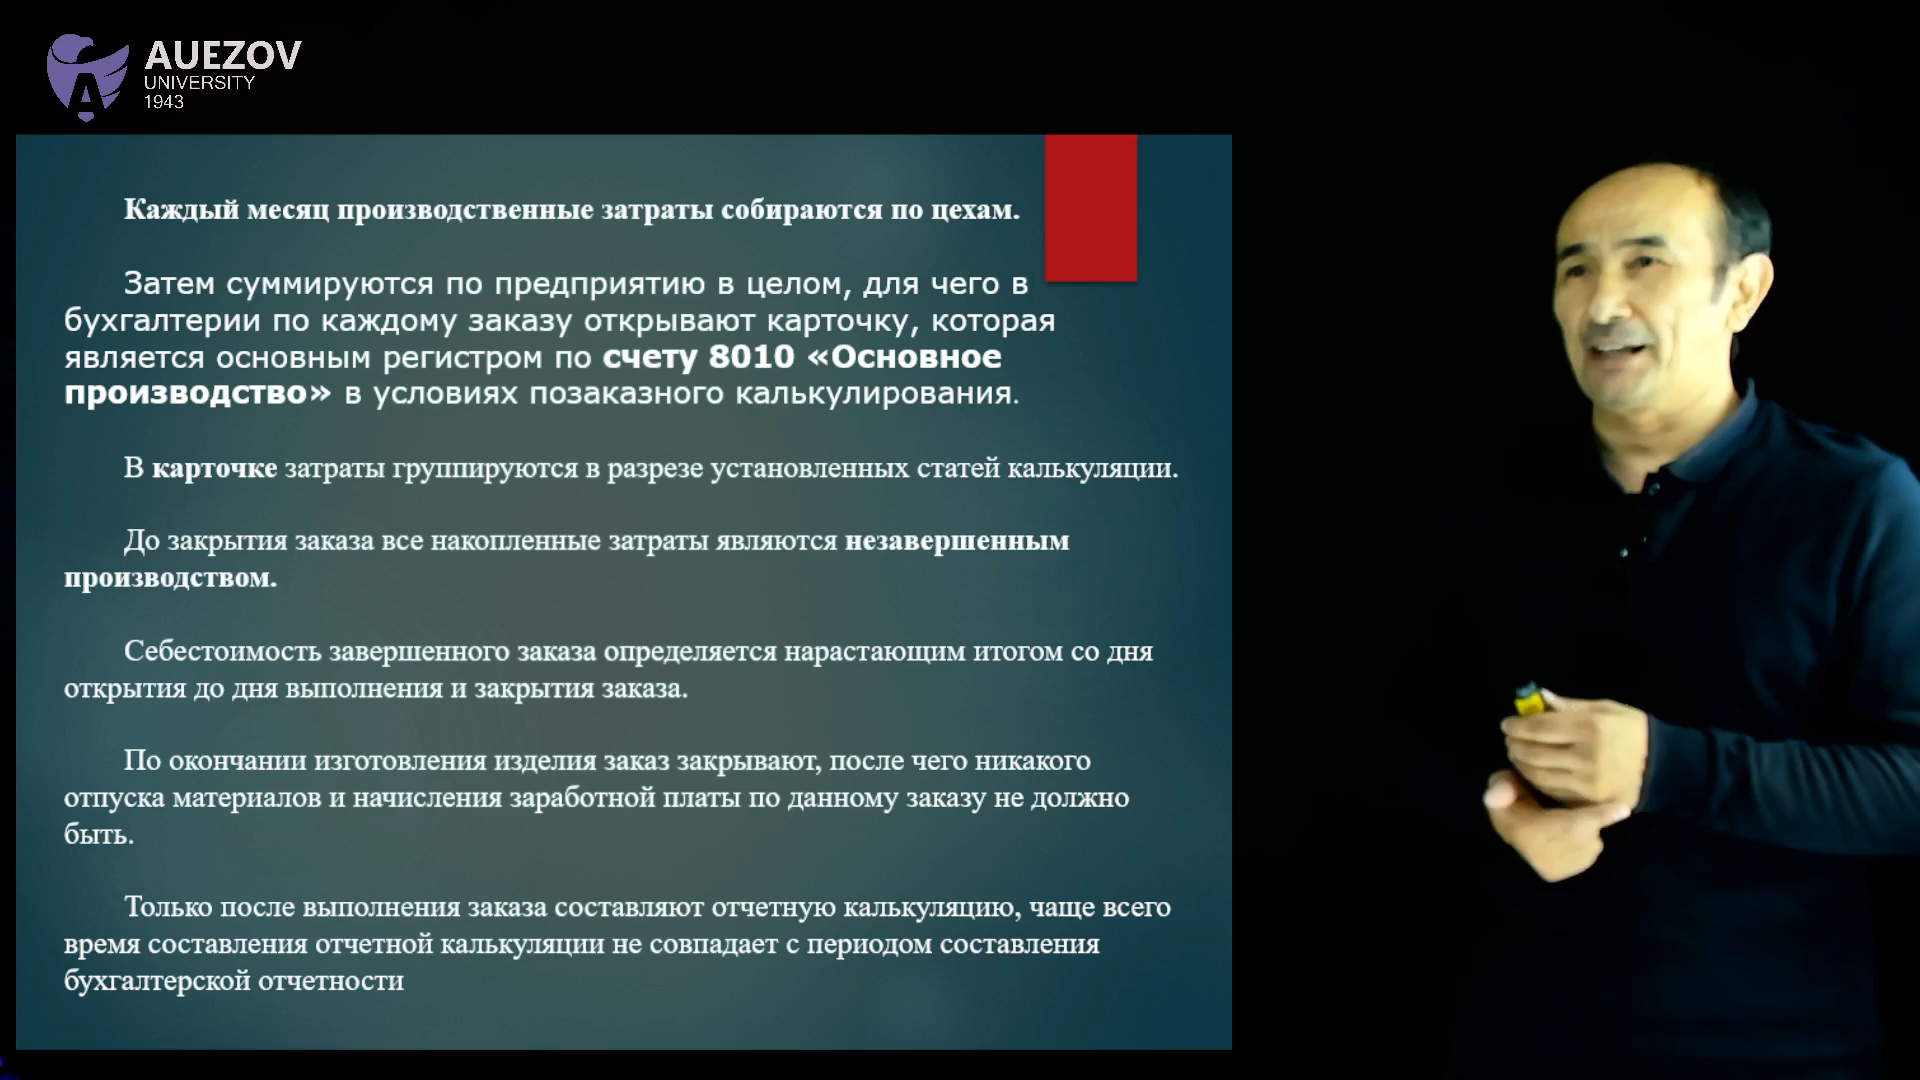 AUEZOV
UNIVERSITY
1943
Каждый месяц производственные затраты собираются по цехам.
Затем суммируются по предприятию в целом, для чего в
бухгалтерии по каждому заказу открывают карточку, которая
является основным регистром по счету 8010 «Основное
производство» в условиях позаказного калькулирования.
В карточке затраты группируются в разрезе установленных статей калькуляции.
До закрытия заказа все накопленные затраты являются незавершенным
производством.
Себестоимость завершенного заказа определяется нарастающим итогом со дня
открытия до дня выполнения и закрытия заказа.
По окончании изготовления изделия заказ закрывают, после чего никакого
отпуска материалов и начисления заработной платы по данному заказу не должно
быть.
Только после выполнения заказа составляют отчетную калькуляцию, чаще всего
время составления отчетной калькуляции не совпадает с периодом составления
бухгалтерской отчетности